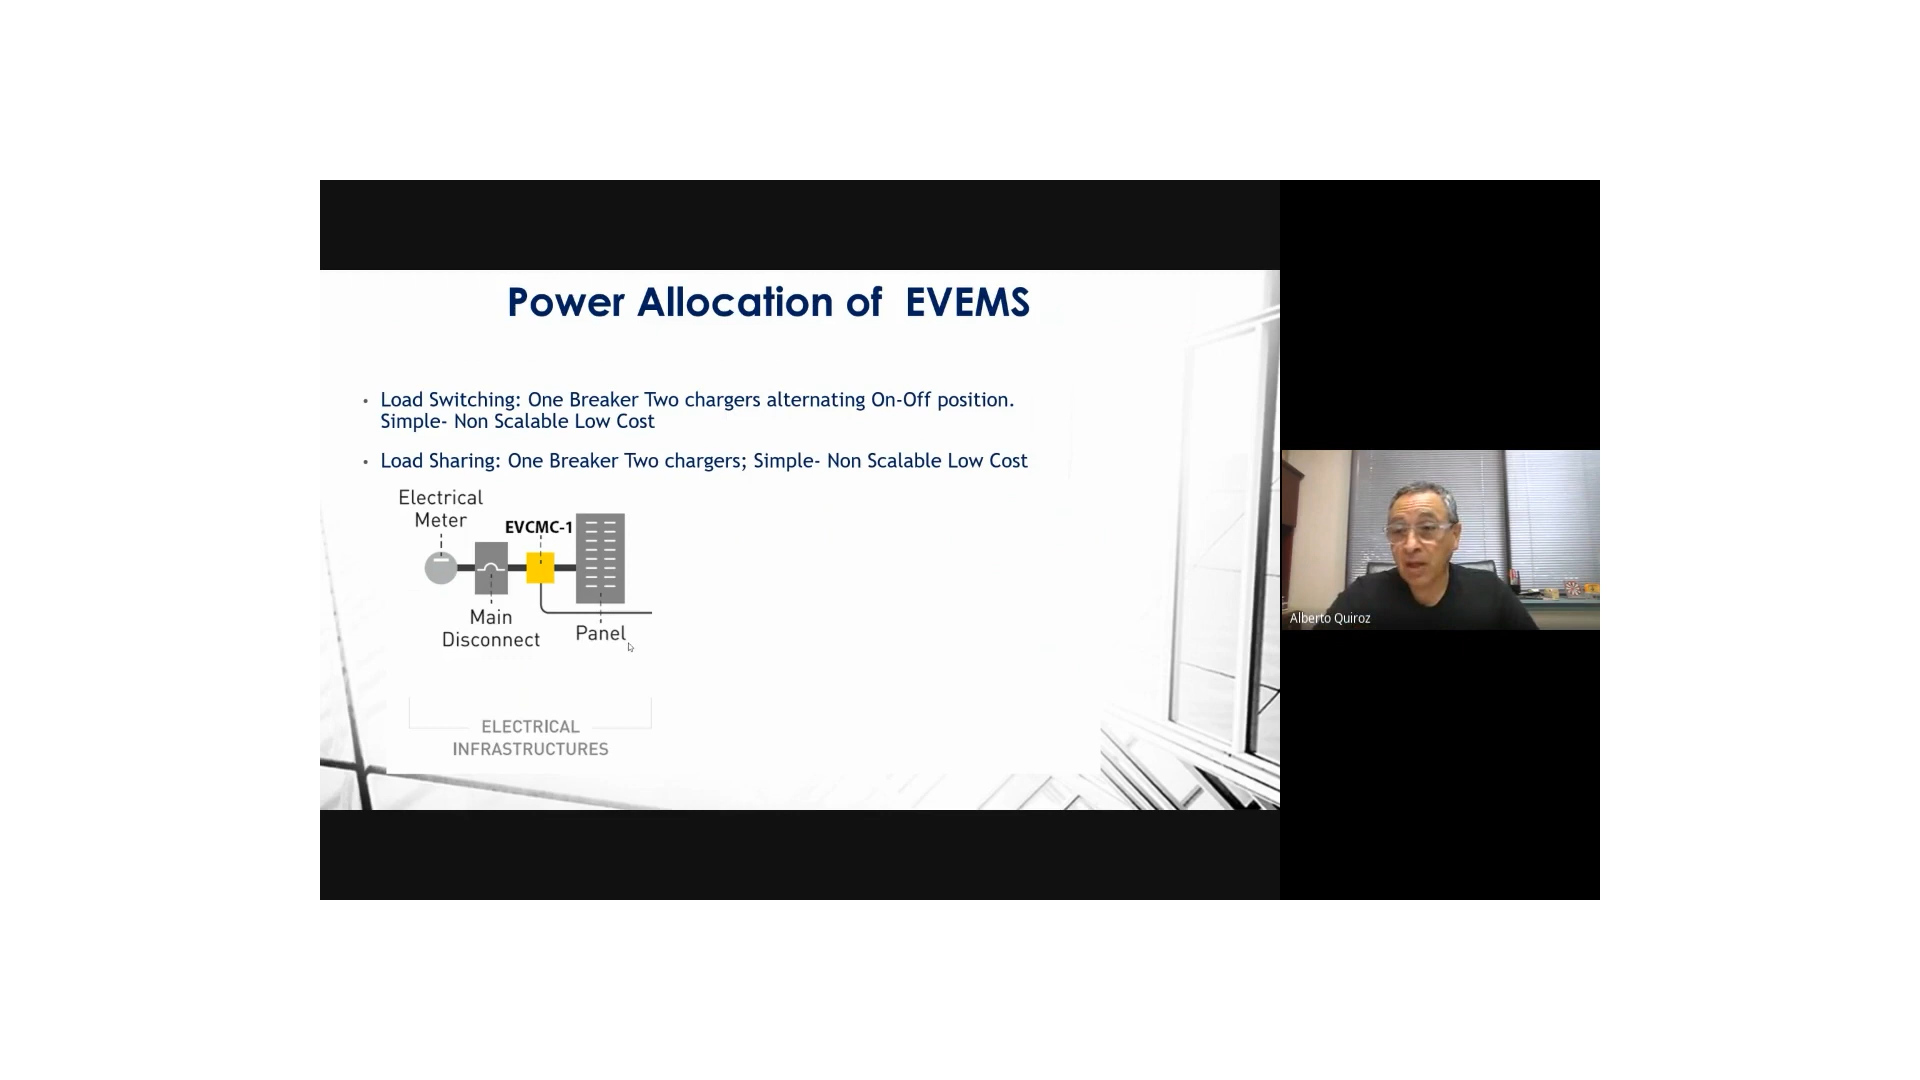 Power Allocation of EVEMS
• Load Switching: One Breaker Two chargers alternating On-Off position.
Simple- Non Scalable Low Cost
• Load Sharing: One Breaker Two chargers; Simple- Non Scalable Low Cost
Electrical
Meter
EVCMC-1
Main
Disconnect
Panel
ELECTRICAL
INFRASTRUCTURES
Alberto Quiroz